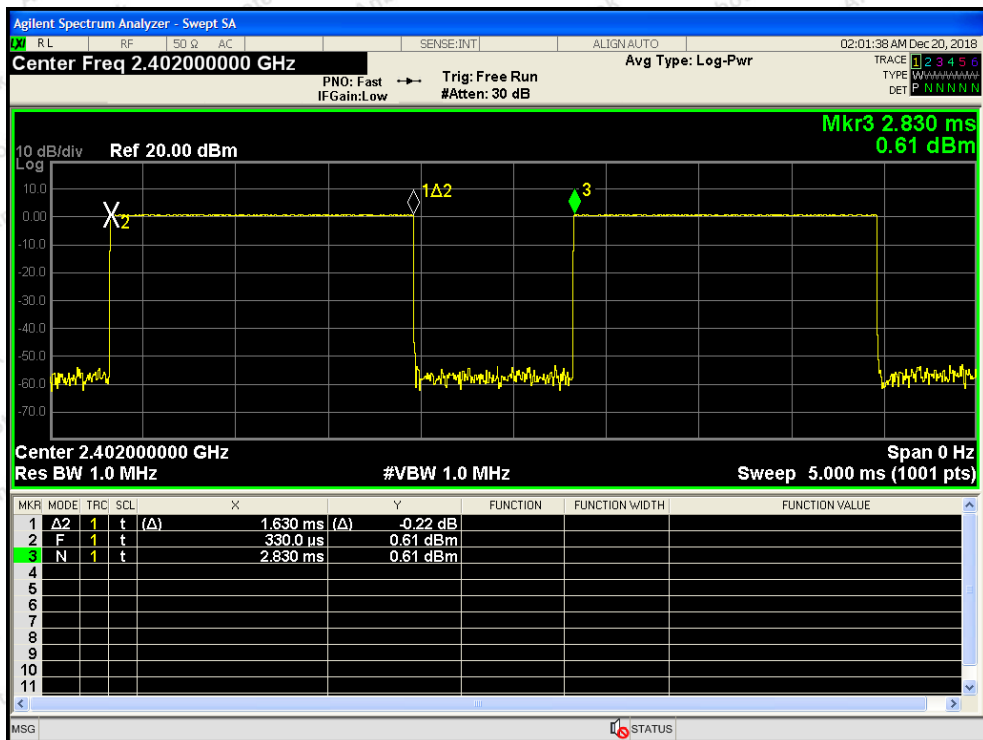 Agilent Spectrum Analyzer - Swept SA
LXI RL RF 50 Ω AC SENSE:INT ALIGNAUTO 02:01:38 AM Dec 20, 2018
Center Freq 2.402000000 GHz Avg Type: Log-Pwr TRACE 1 2 3 4 5 6
PNO: Fast Trig: Free Run TYPE WWWWWWW
IFGain:Low #Atten: 30 dB DET P N N N N N
Mkr3 2.830 ms
10 dB/div Ref 20.00 dBm 0.61 dBm
Log
10.0
1Δ2
3
0.00
2
-10.0
-20.0
-30.0
-40.0
-50.0
-60.0
-70.0
Center 2.402000000 GHz Span 0 Hz
Res BW 1.0 MHz #VBW 1.0 MHz Sweep 5.000 ms (1001 pts)
MKR MODE TRC SCL X Y FUNCTION FUNCTION WIDTH FUNCTION VALUE
1 Δ2 1 t (Δ) 1.630 ms (Δ) -0.22 dB
2 F 1 t 330.0 µs 0.61 dBm
3 N 1 t 2.830 ms 0.61 dBm
4
5
6
7
8
9
10
11
MSG STATUS